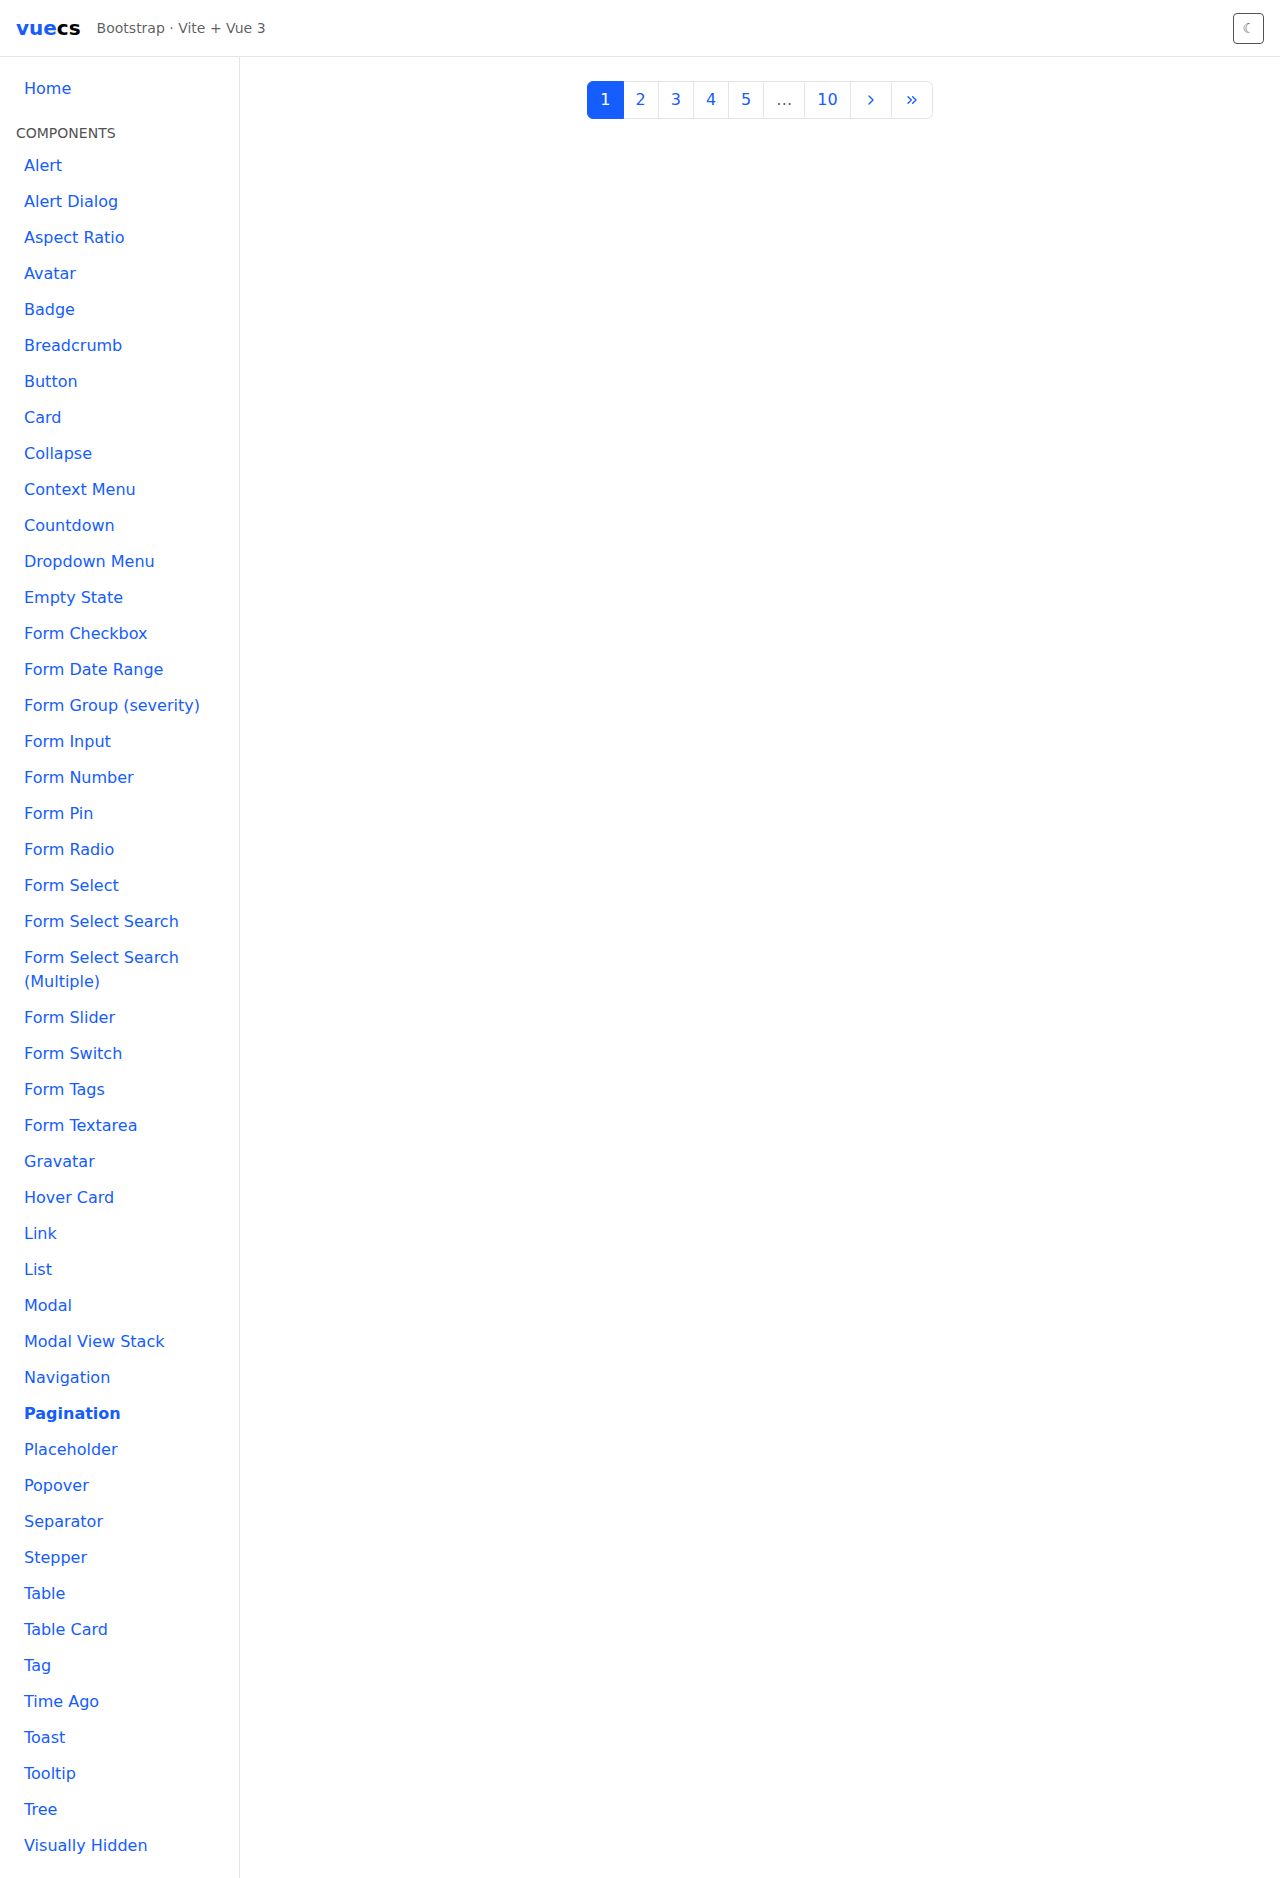 vuecs Bootstrap · Vite + Vue 3 ☾
Home
COMPONENTS
Alert
Alert Dialog
Aspect Ratio
Avatar
Badge
Breadcrumb
Button
Card
Collapse
Context Menu
Countdown
Dropdown Menu
Empty State
Form Checkbox
Form Date Range
Form Group (severity)
Form Input
Form Number
Form Pin
Form Radio
Form Select
Form Select Search
Form Select Search
(Multiple)
Form Slider
Form Switch
Form Tags
Form Textarea
Gravatar
Hover Card
Link
List
Modal
Modal View Stack
Navigation
Pagination
Placeholder
Popover
Separator
Stepper
Table
Table Card
Tag
Time Ago
Toast
Tooltip
Tree
Visually Hidden
1 2 3 4 5 … 10 › »